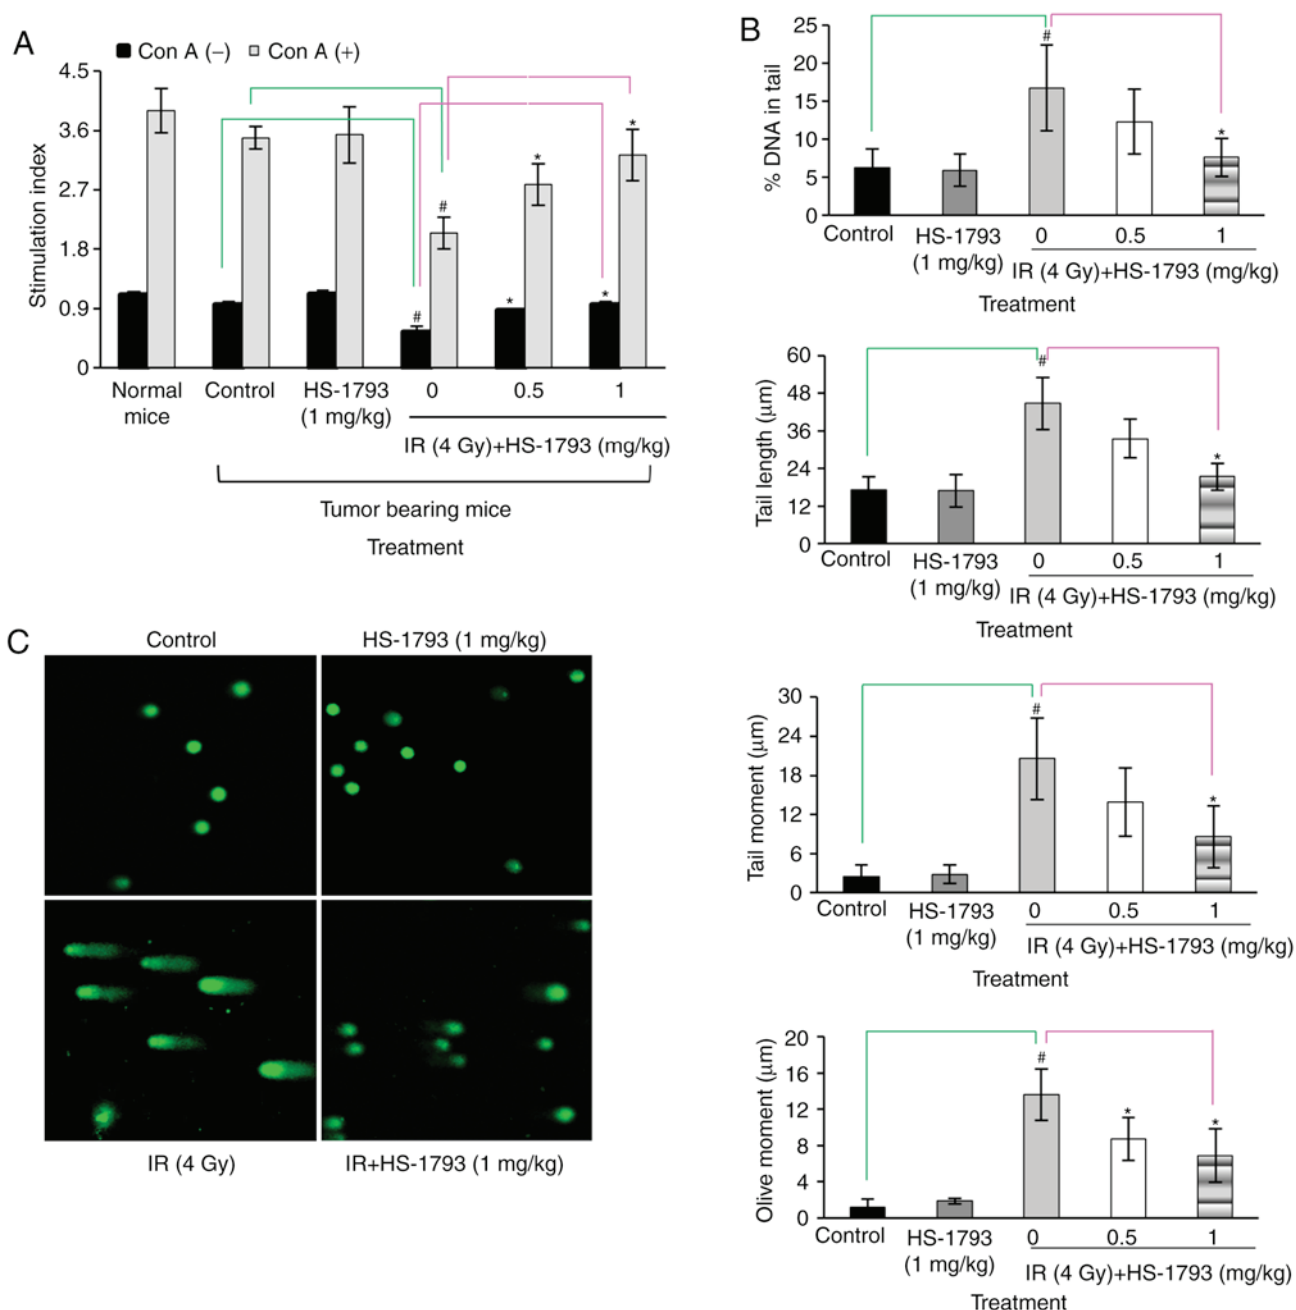 A
Con A (−) Con A (+)
Stimulation index
4.5
3.6
2.7
1.8
0.9
0
#
#
*
*
*
*
Normal mice
Control
HS-1793 (1 mg/kg)
0 0.5 1
IR (4 Gy)+HS-1793 (mg/kg)
Tumor bearing mice
Treatment
B
% DNA in tail
25
20
15
10
5
0
#
*
Control
HS-1793 (1 mg/kg)
0 0.5 1
IR (4 Gy)+HS-1793 (mg/kg)
Treatment
Tail length (µm)
60
48
36
24
12
0
#
*
Control
HS-1793 (1 mg/kg)
0 0.5 1
IR (4 Gy)+HS-1793 (mg/kg)
Treatment
Tail moment (µm)
30
24
18
12
6
0
#
*
Control
HS-1793 (1 mg/kg)
0 0.5 1
IR (4 Gy)+HS-1793 (mg/kg)
Treatment
Olive moment (µm)
20
16
12
8
4
0
#
*
*
Control
HS-1793 (1 mg/kg)
0 0.5 1
IR (4 Gy)+HS-1793 (mg/kg)
Treatment
C
Control HS-1793 (1 mg/kg)
IR (4 Gy) IR+HS-1793 (1 mg/kg)